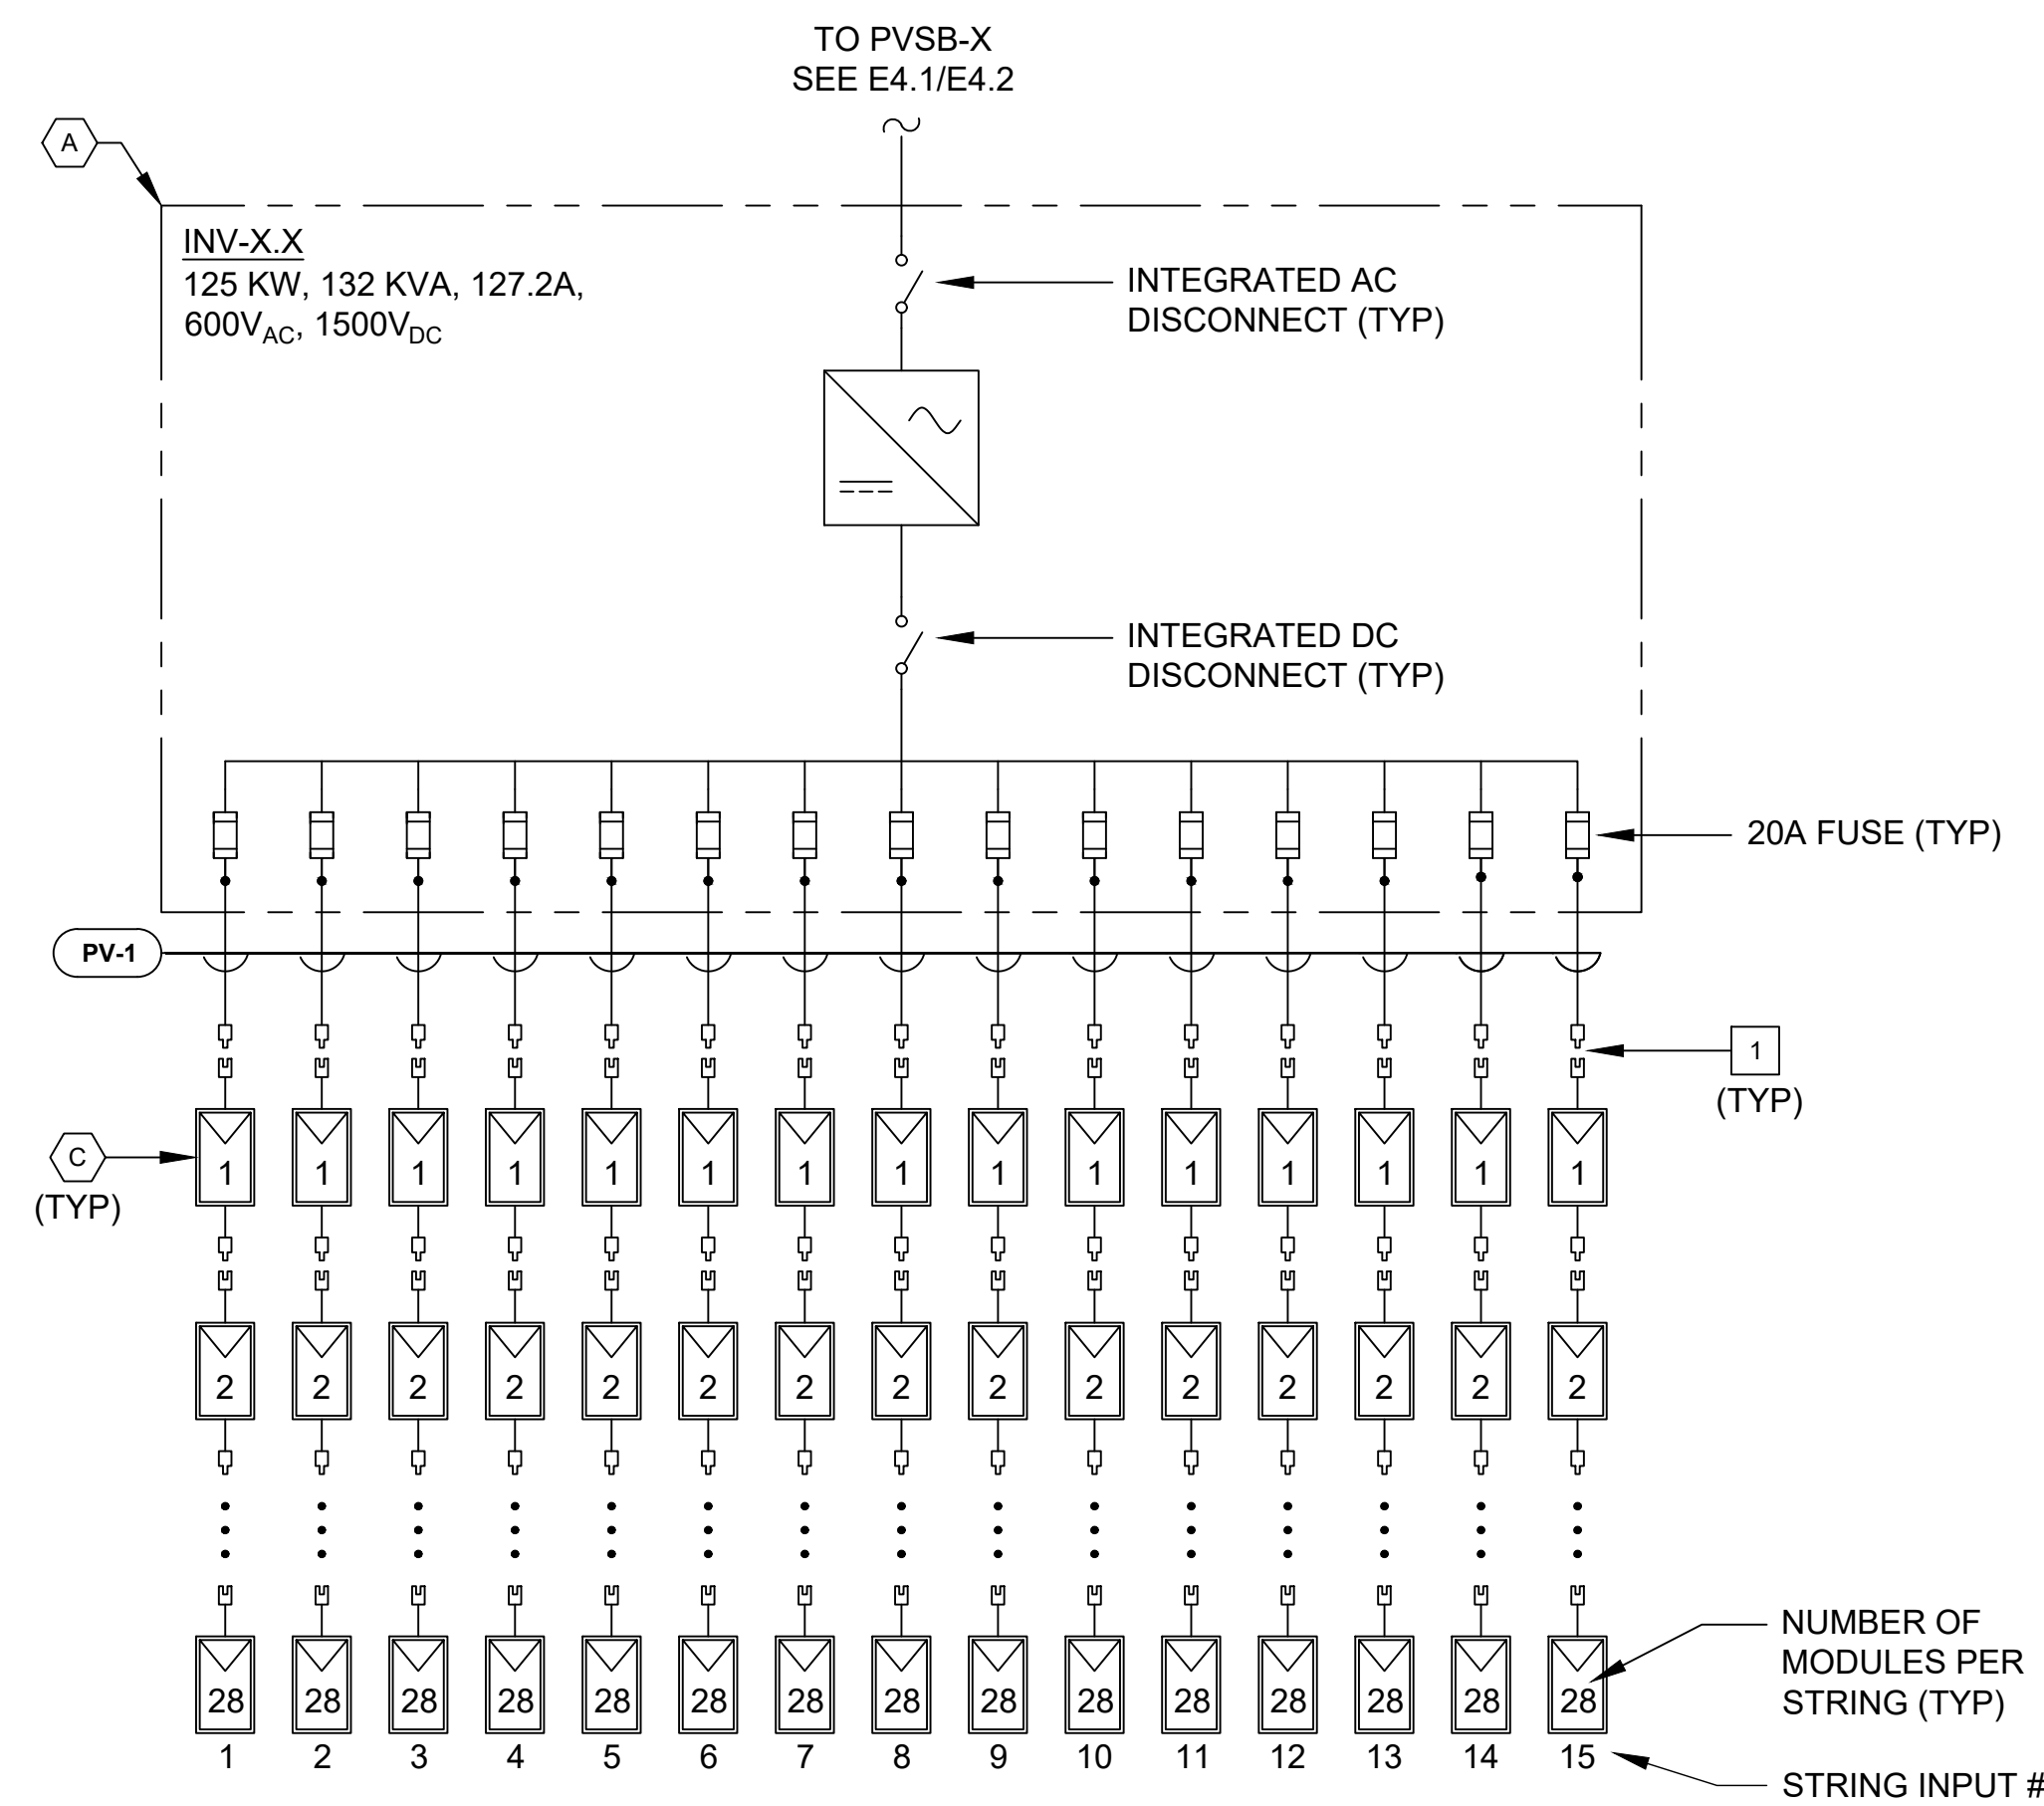 TO PVSB-X
SEE E4.1/E4.2
A
INV-X.X
125 KW, 132 KVA, 127.2A,
600VAC, 1500VDC
INTEGRATED AC
DISCONNECT (TYP)
INTEGRATED DC
DISCONNECT (TYP)
20A FUSE (TYP)
PV-1
1
(TYP)
C
(TYP)
1 1 1 1 1 1 1 1 1 1 1 1 1 1 1
2 2 2 2 2 2 2 2 2 2 2 2 2 2 2
NUMBER OF
MODULES PER
STRING (TYP)
28 28 28 28 28 28 28 28 28 28 28 28 28 28 28
1 2 3 4 5 6 7 8 9 10 11 12 13 14 15
STRING INPUT #